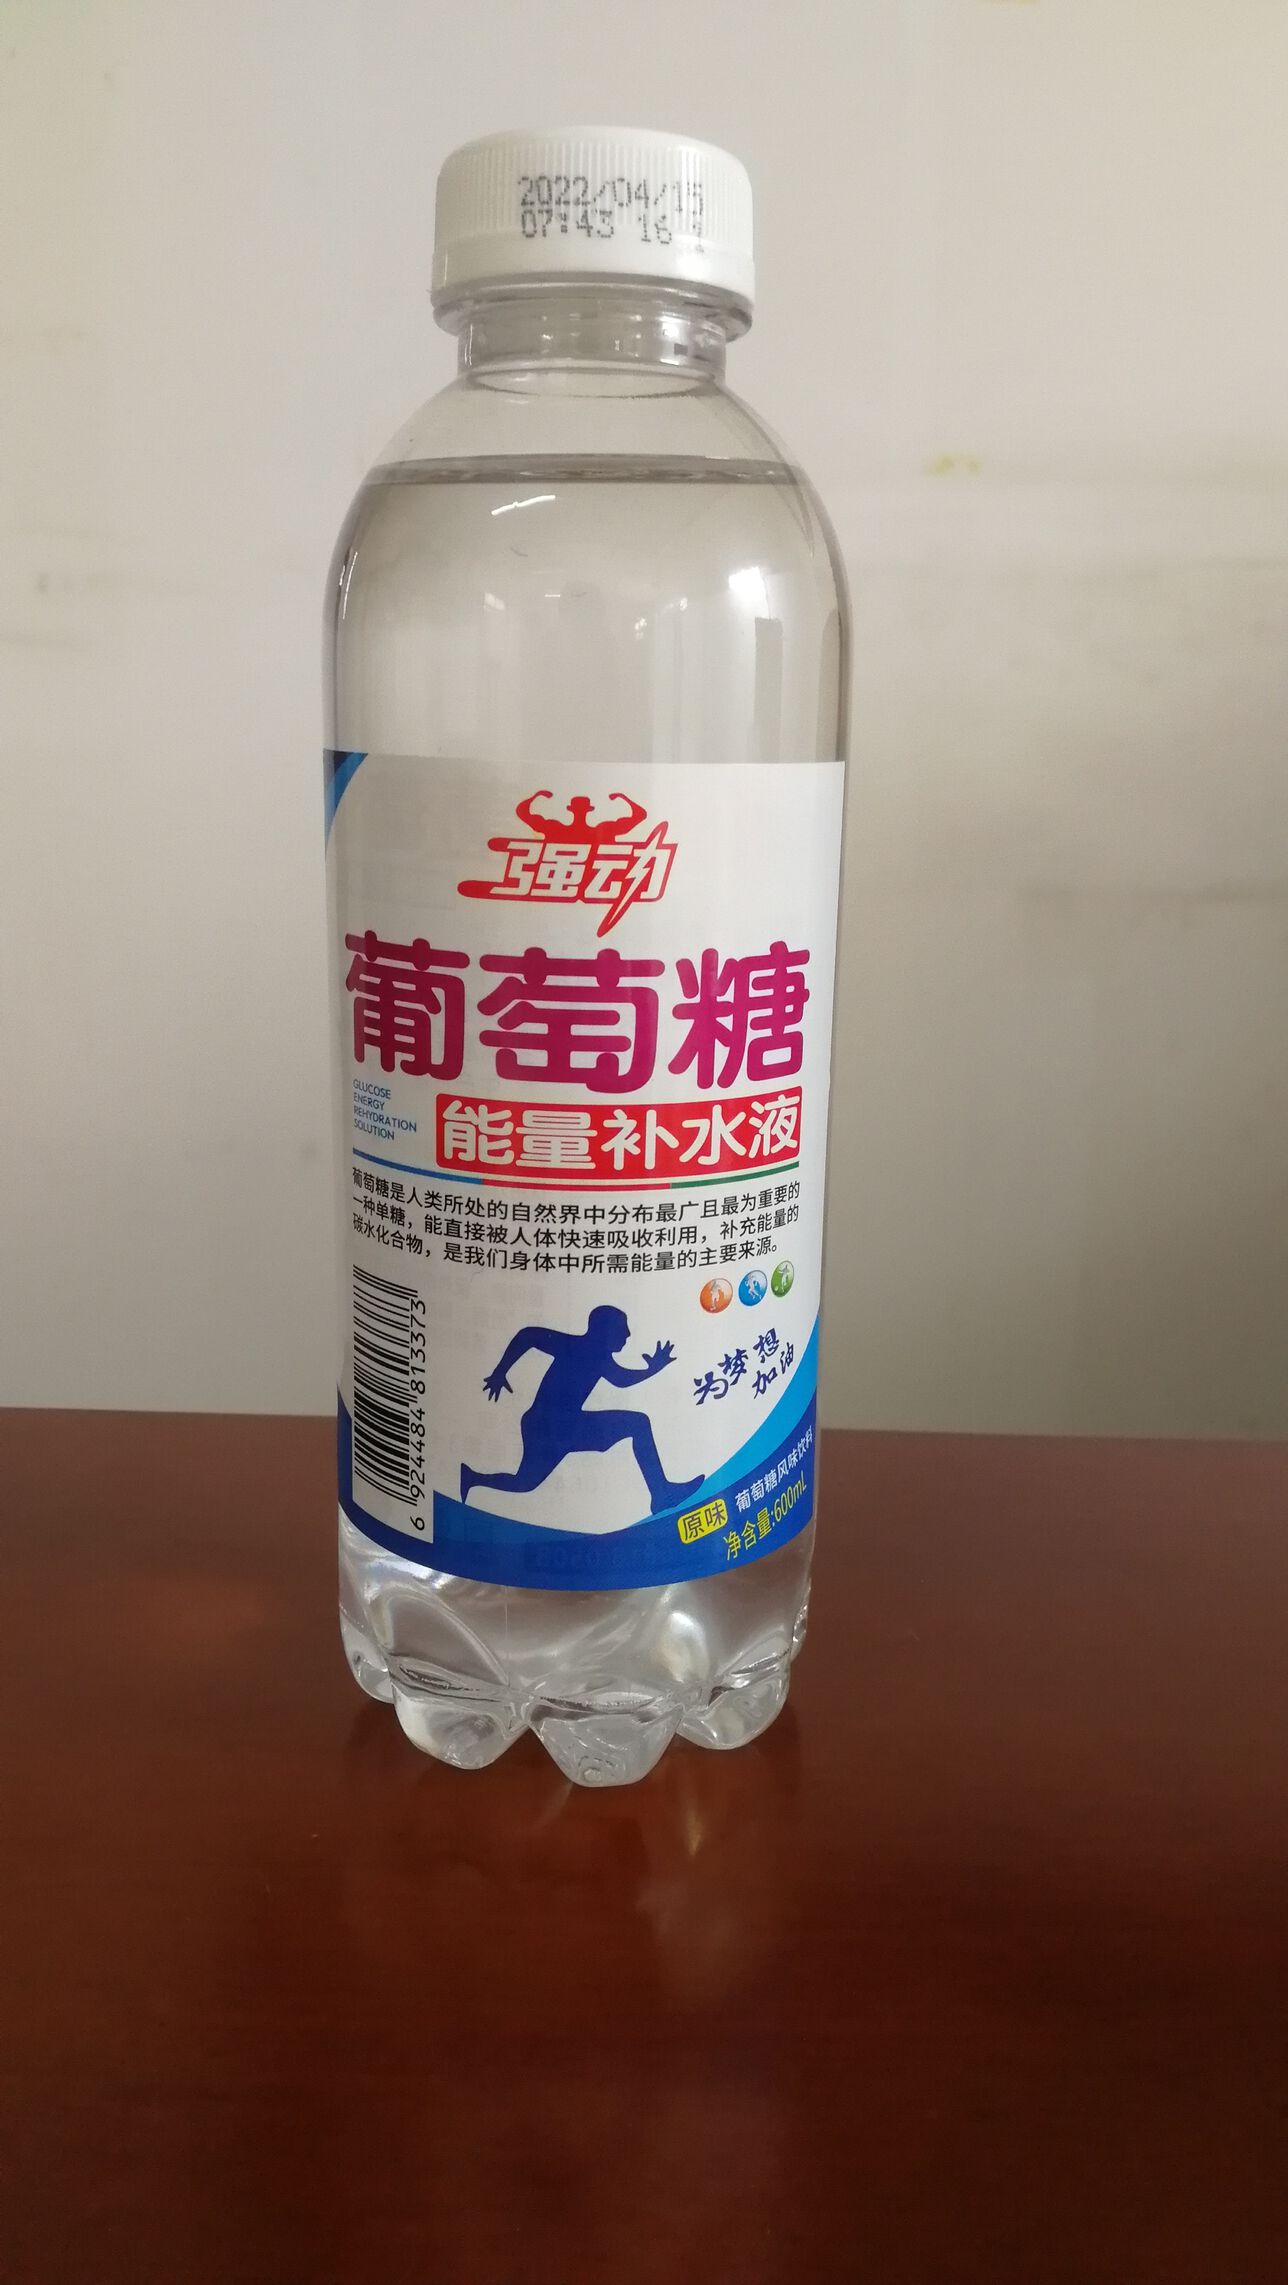 2022/04/15
07:43 16 1
强动
葡萄糖
GLUCOSE
ENERGY
REHYDRATION
SOLUTION
能量补水液
葡萄糖是人类所处的自然界中分布最广且最为重要的
一种单糖，能直接被人体快速吸收利用，补充能量的
碳水化合物，是我们身体中所需能量的主要来源。
为梦想
加油
6 924484 813373
原味 葡萄糖风味饮料
净含量:600mL